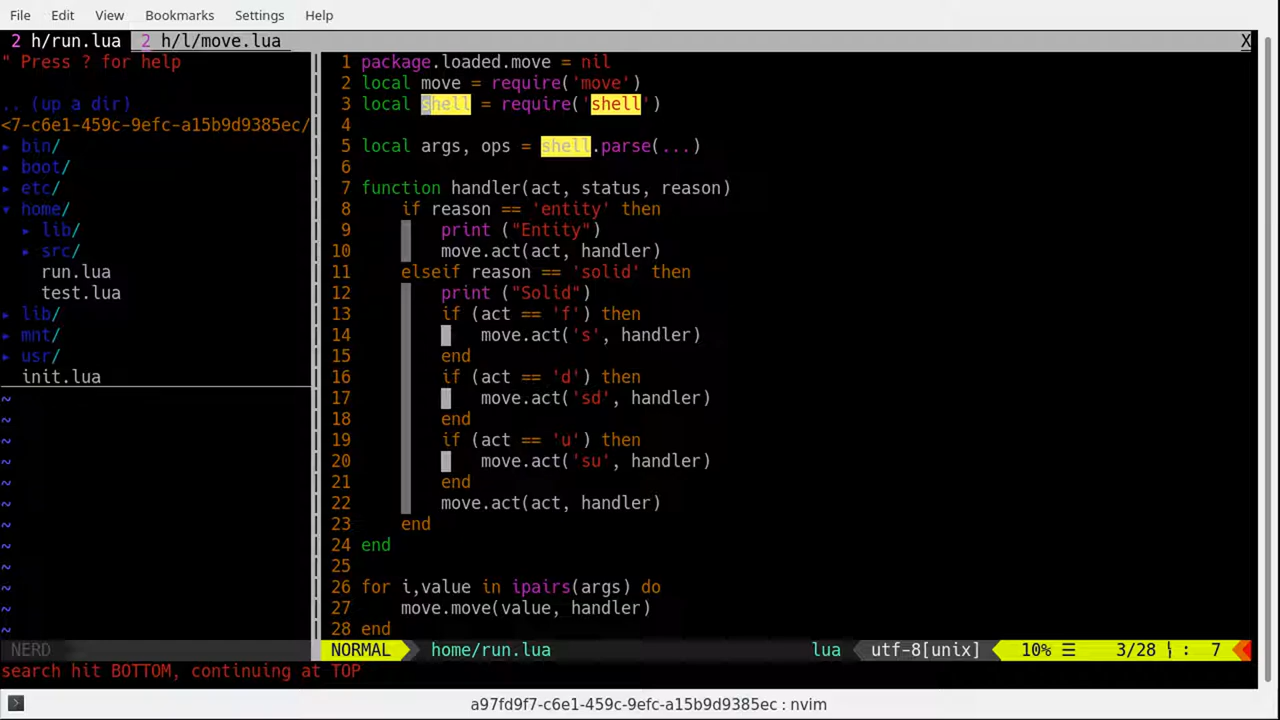 File Edit View Bookmarks Settings Help
2 h/run.lua 2 h/l/move.lua X
" Press ? for help
.. (up a dir)
<7-c6e1-459c-9efc-a15b9d9385ec/
▸ bin/
▸ boot/
▸ etc/
▾ home/
▸ lib/
▸ src/
run.lua
test.lua
▸ lib/
▸ mnt/
▸ usr/
init.lua
~
~
~
~
~
~
~
~
~
~
~
~
1 package.loaded.move = nil
2 local move = require('move')
3 local shell = require('shell')
4
5 local args, ops = shell.parse(...)
6
7 function handler(act, status, reason)
8 if reason == 'entity' then
9 print ("Entity")
10 move.act(act, handler)
11 elseif reason == 'solid' then
12 print ("Solid")
13 if (act == 'f') then
14 move.act('s', handler)
15 end
16 if (act == 'd') then
17 move.act('sd', handler)
18 end
19 if (act == 'u') then
20 move.act('su', handler)
21 end
22 move.act(act, handler)
23 end
24 end
25
26 for i,value in ipairs(args) do
27 move.move(value, handler)
28 end
NERD NORMAL home/run.lua lua utf-8[unix] 10% ☰ 3/28 : 7
search hit BOTTOM, continuing at TOP
a97fd9f7-c6e1-459c-9efc-a15b9d9385ec : nvim